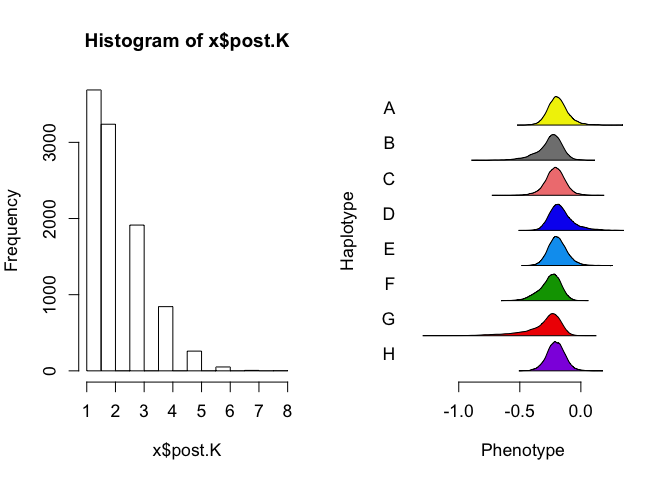 Histogram of x$post.K
Frequency
0
1000
2000
3000
1 2 3 4 5 6 7 8
x$post.K
Haplotype
A
B
C
D
E
F
G
H
-1.0 -0.5 0.0
Phenotype